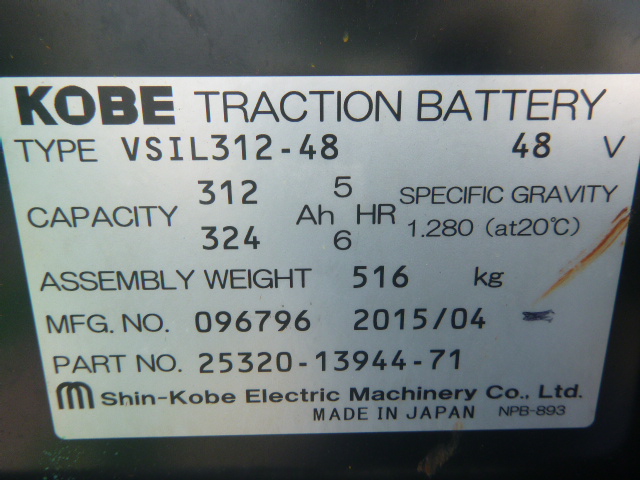 KOBE TRACTION BATTERY
TYPE VSIL312-48 48 V
CAPACITY 312 Ah 5 HR SPECIFIC GRAVITY
324 6 1.280 (at20℃)
ASSEMBLY WEIGHT 516 kg
MFG. NO. 096796 2015/04
PART NO. 25320-13944-71
Shin-Kobe Electric Machinery Co., Ltd.
MADE IN JAPAN NPB-893